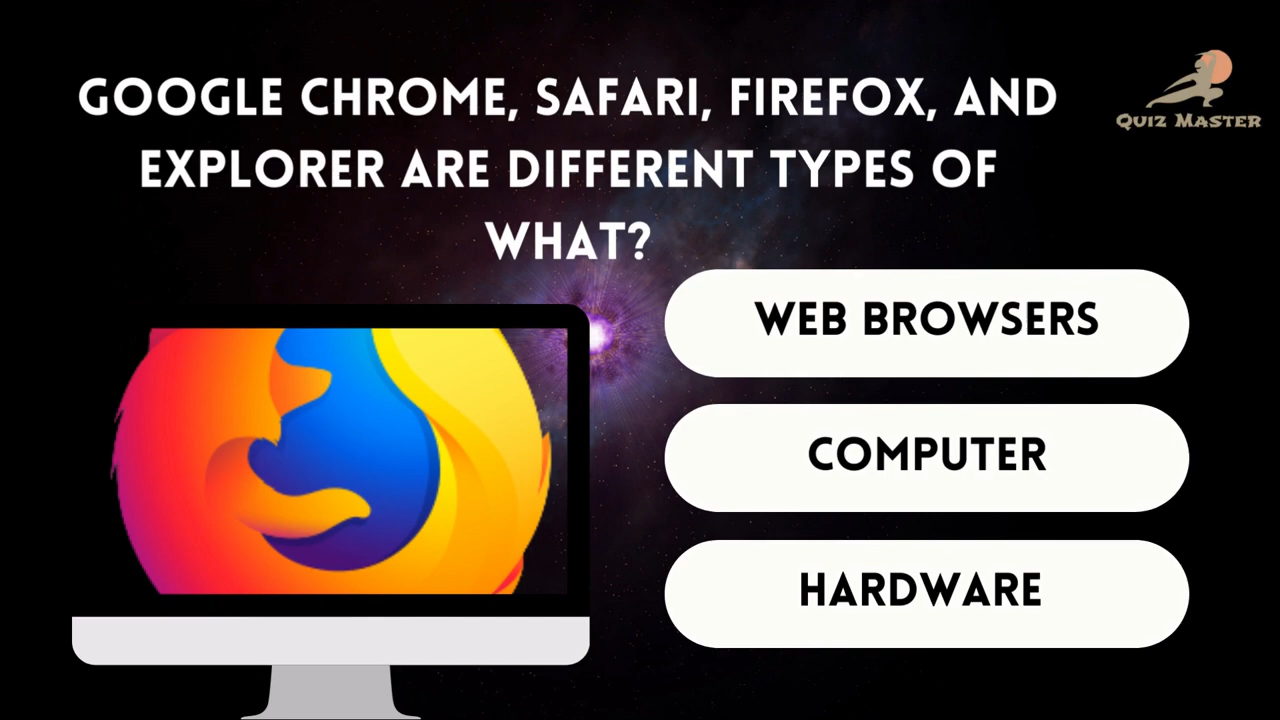 GOOGLE CHROME, SAFARI, FIREFOX, AND
EXPLORER ARE DIFFERENT TYPES OF
WHAT?
QUIZ MASTER
WEB BROWSERS
COMPUTER
HARDWARE